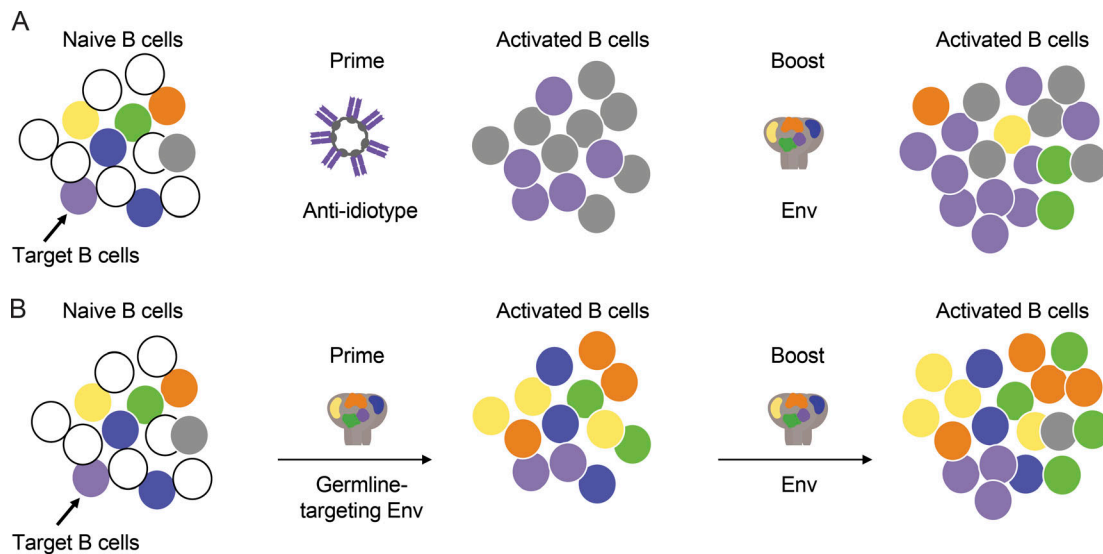 A
Naive B cells
Prime
Activated B cells
Boost
Activated B cells
Anti-idiotype
Env
Target B cells
B
Naive B cells
Prime
Activated B cells
Boost
Activated B cells
Germline-
targeting Env
Env
Target B cells